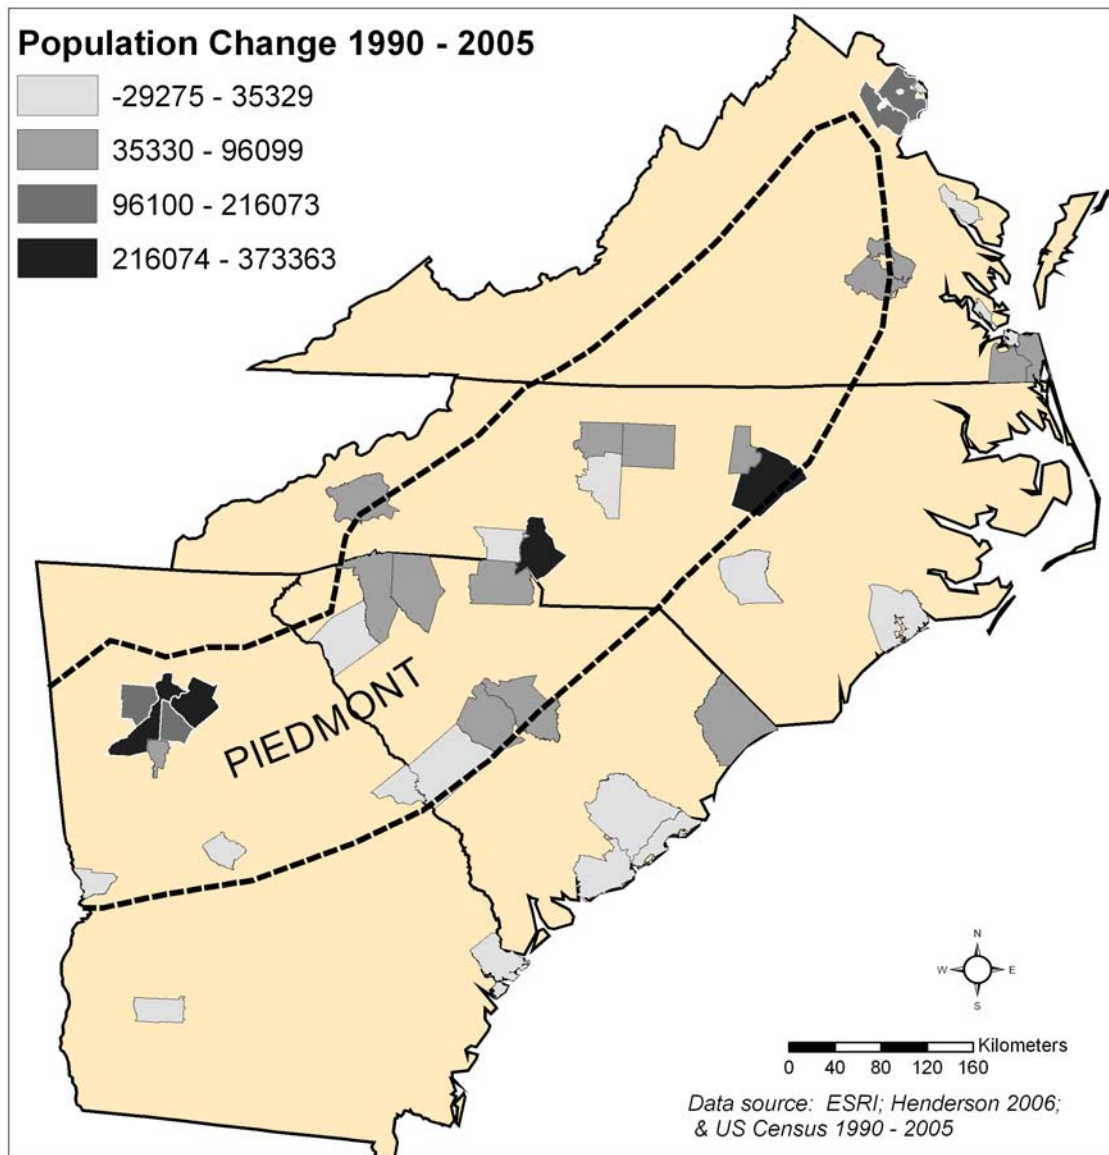 Population Change 1990 - 2005
-29275 - 35329
35330 - 96099
96100 - 216073
216074 - 373363
PIEDMONT
N
W E
S
Kilometers
0 40 80 120 160
Data source: ESRI; Henderson 2006;
& US Census 1990 - 2005